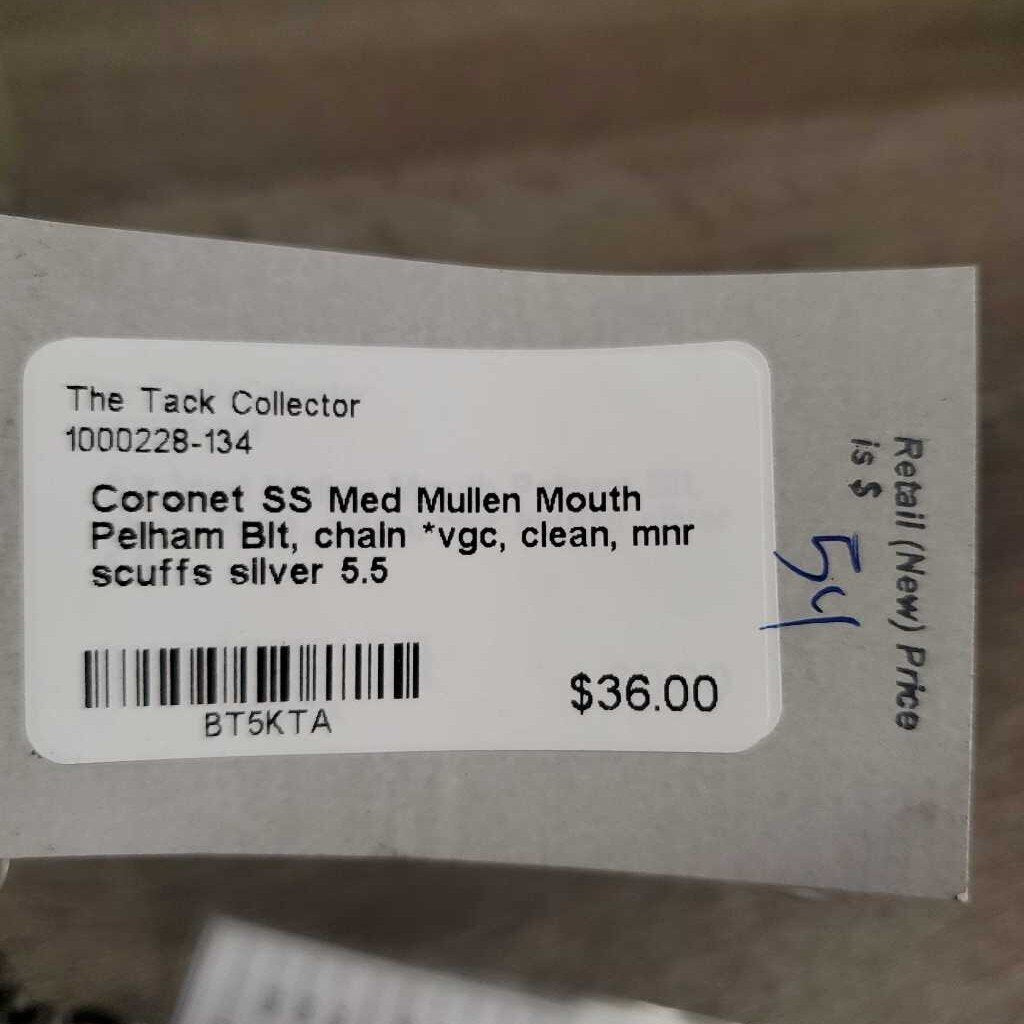 The Tack Collector
1000228-134
Coronet SS Med Mullen Mouth
Pelham Bit, chain *vgc, clean, mnr
scuffs silver 5.5
BT5KTA
$36.00
Retail (New) Price
is $
54